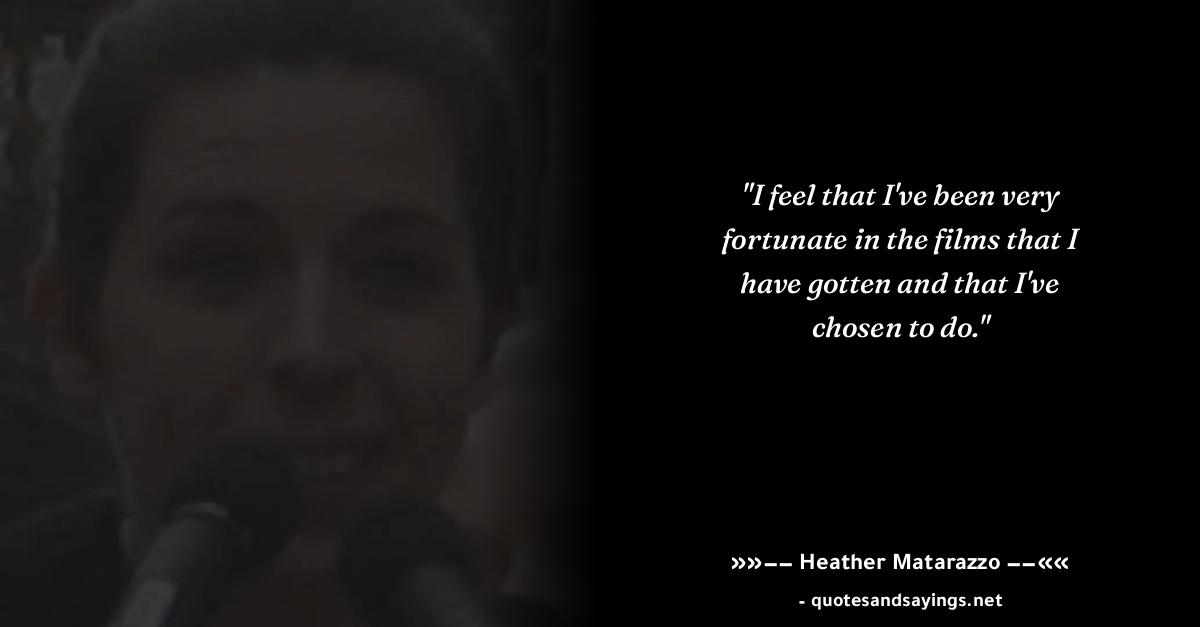 "I feel that I've been very
fortunate in the films that I
have gotten and that I've
chosen to do."
»»−− Heather Matarazzo −−««
- quotesandsayings.net